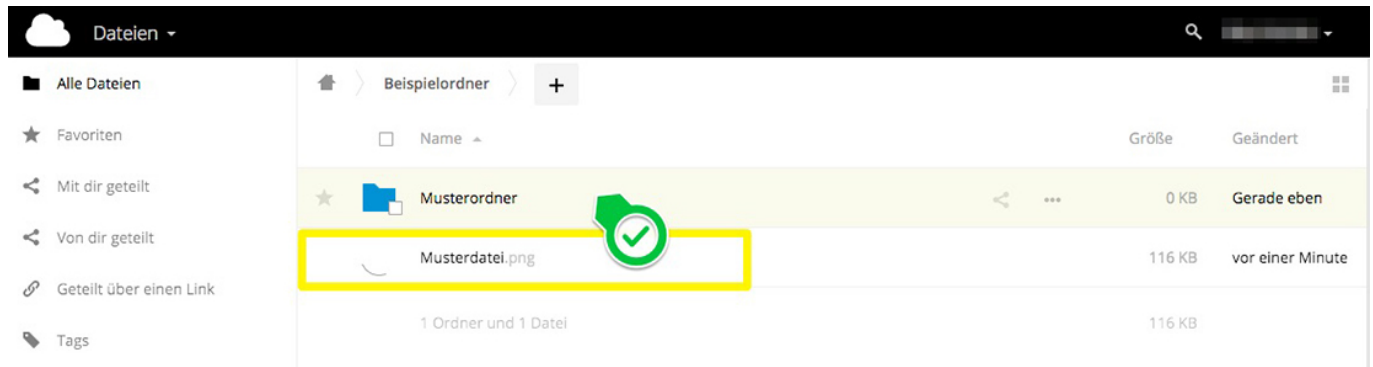 Dateien
Alle Dateien
Favoriten
Mit dir geteilt
Von dir geteilt
Geteilt über einen Link
Tags
Beispielordner +
Name Größe Geändert
Musterordner ••• 0 KB Gerade eben
Musterdatei.png 116 KB vor einer Minute
1 Ordner und 1 Datei 116 KB